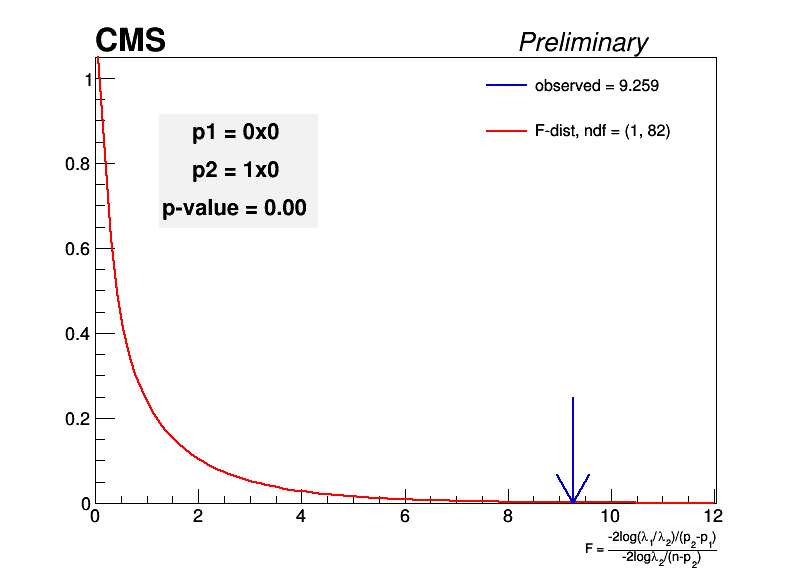 CMS Preliminary
observed = 9.259
F-dist, ndf = (1, 82)
p1 = 0x0
p2 = 1x0
p-value = 0.00
1
0.8
0.6
0.4
0.2
0
0 2 4 6 8 10 12
F = -2log(λ1/λ2)/(p2-p1)
-2logλ2/(n-p2)